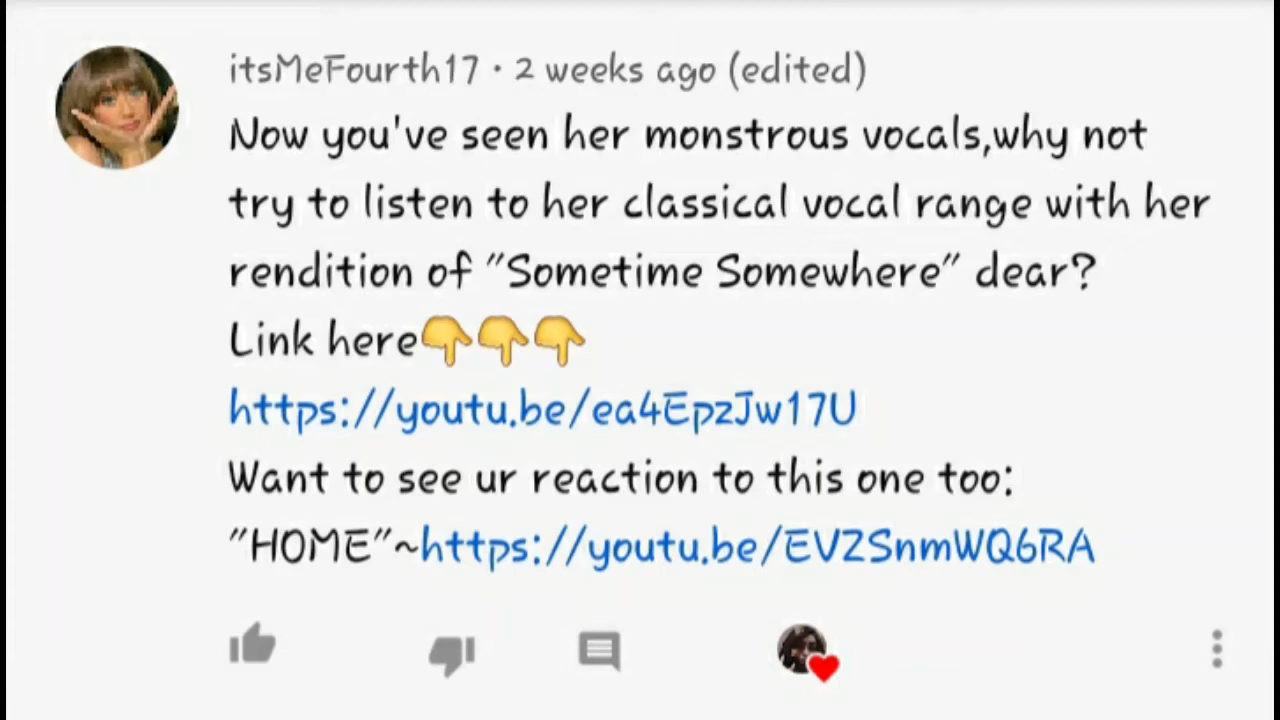 itsMeFourth17 · 2 weeks ago (edited)
Now you've seen her monstrous vocals,why not
try to listen to her classical vocal range with her
rendition of "Sometime Somewhere" dear?
Link here👇👇👇
https://youtu.be/ea4EpzJw17U
Want to see ur reaction to this one too:
"HOME"~https://youtu.be/EVZSnmWQ6RA